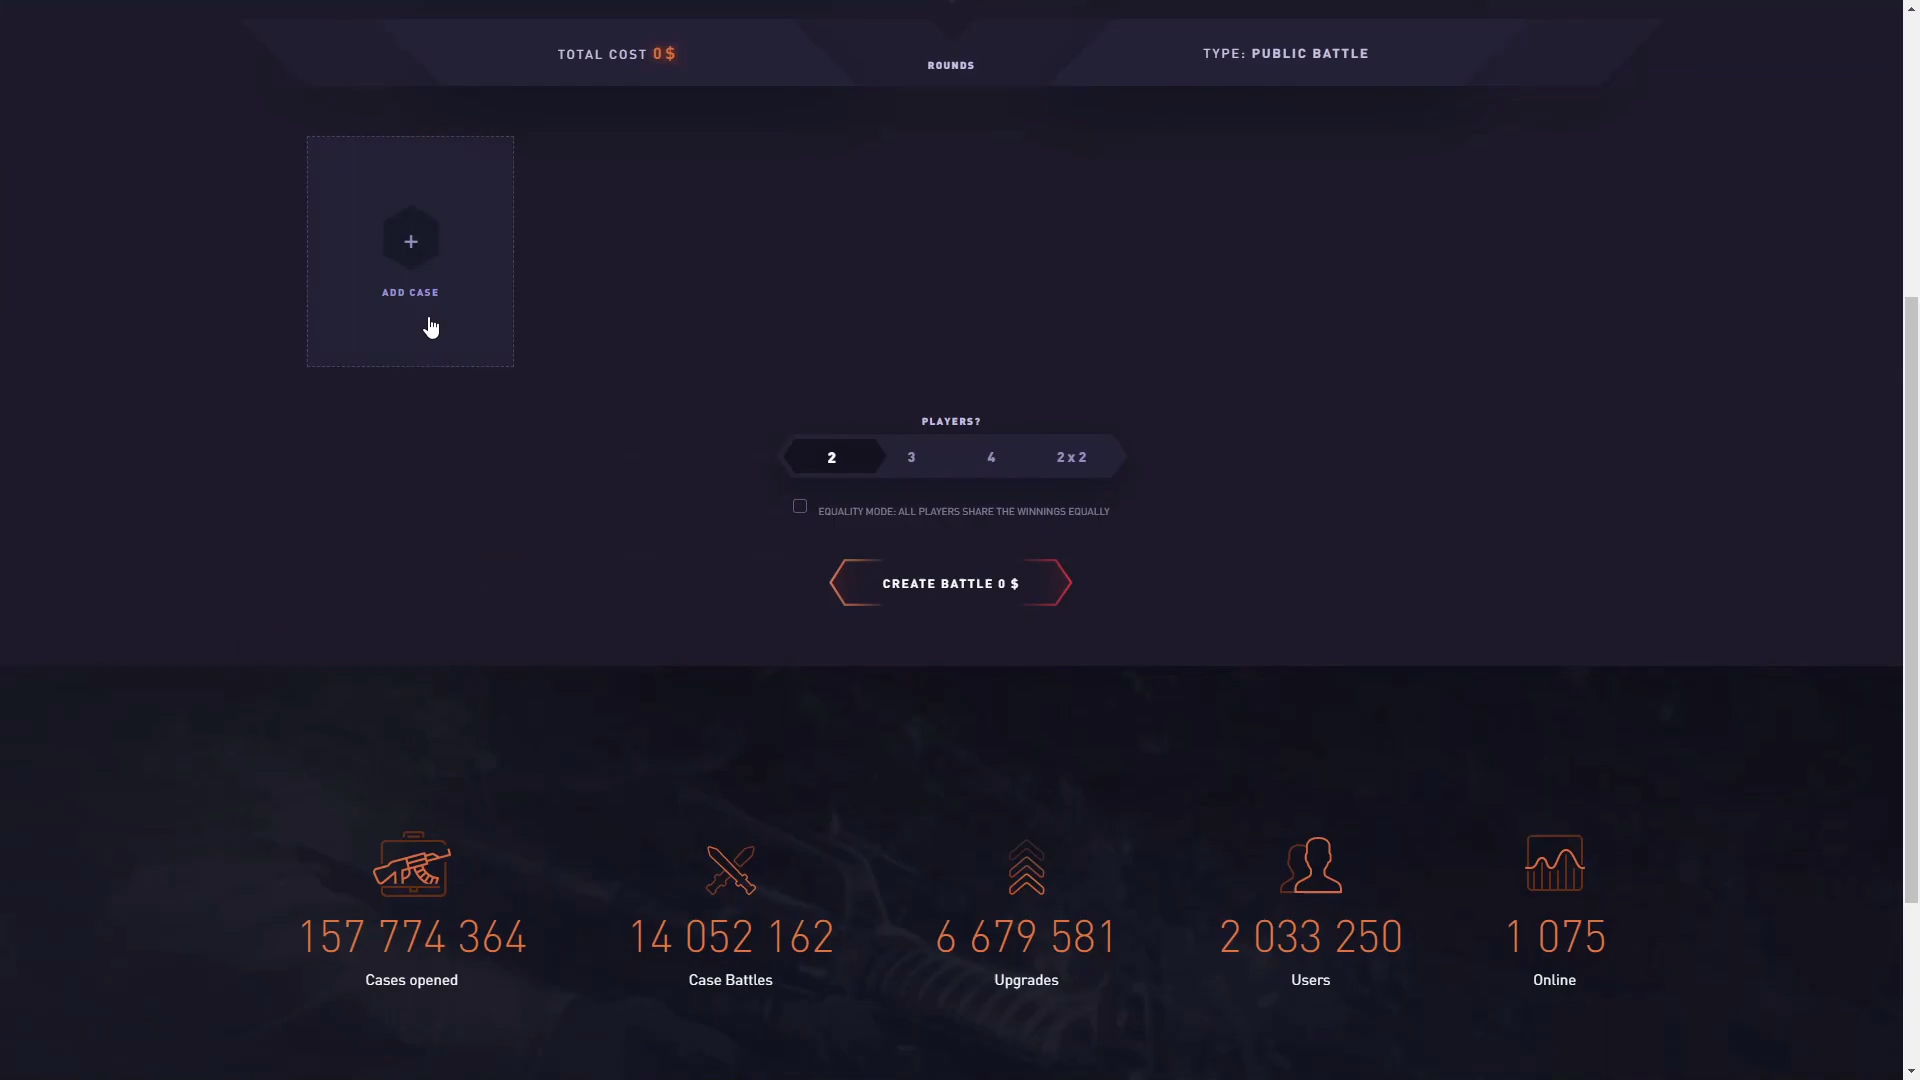 TOTAL COST 0 $
ROUNDS
TYPE: PUBLIC BATTLE
+
ADD CASE
PLAYERS?
2 3 4 2 x 2
EQUALITY MODE: ALL PLAYERS SHARE THE WINNINGS EQUALLY
CREATE BATTLE 0 $
157 774 364 14 052 162 6 679 581 2 033 250 1 075
Cases opened Case Battles Upgrades Users Online